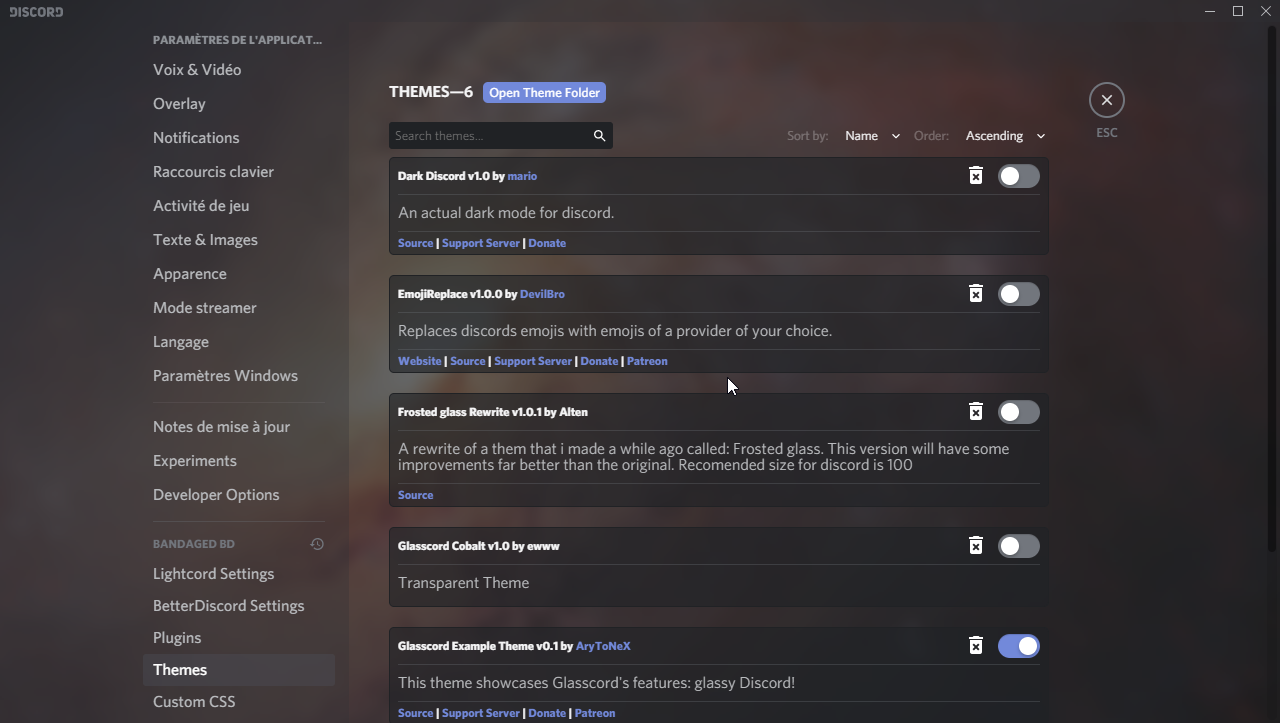 DISCORD
PARAMÈTRES DE L'APPLICAT...
Voix & Vidéo
Overlay
Notifications
Raccourcis clavier
Activité de jeu
Texte & Images
Apparence
Mode streamer
Langage
Paramètres Windows
Notes de mise à jour
Experiments
Developer Options
BANDAGED BD
Lightcord Settings
BetterDiscord Settings
Plugins
Themes
Custom CSS
THEMES—6
Open Theme Folder
Search themes...
Sort by: Name Order: Ascending
ESC
Dark Discord v1.0 by mario
An actual dark mode for discord.
Source | Support Server | Donate
EmojiReplace v1.0.0 by DevilBro
Replaces discords emojis with emojis of a provider of your choice.
Website | Source | Support Server | Donate | Patreon
Frosted glass Rewrite v1.0.1 by Alten
A rewrite of a them that i made a while ago called: Frosted glass. This version will have some
improvements far better than the original. Recomended size for discord is 100
Source
Glasscord Cobalt v1.0 by ewww
Transparent Theme
Glasscord Example Theme v0.1 by AryToNeX
This theme showcases Glasscord's features: glassy Discord!
Source | Support Server | Donate | Patreon